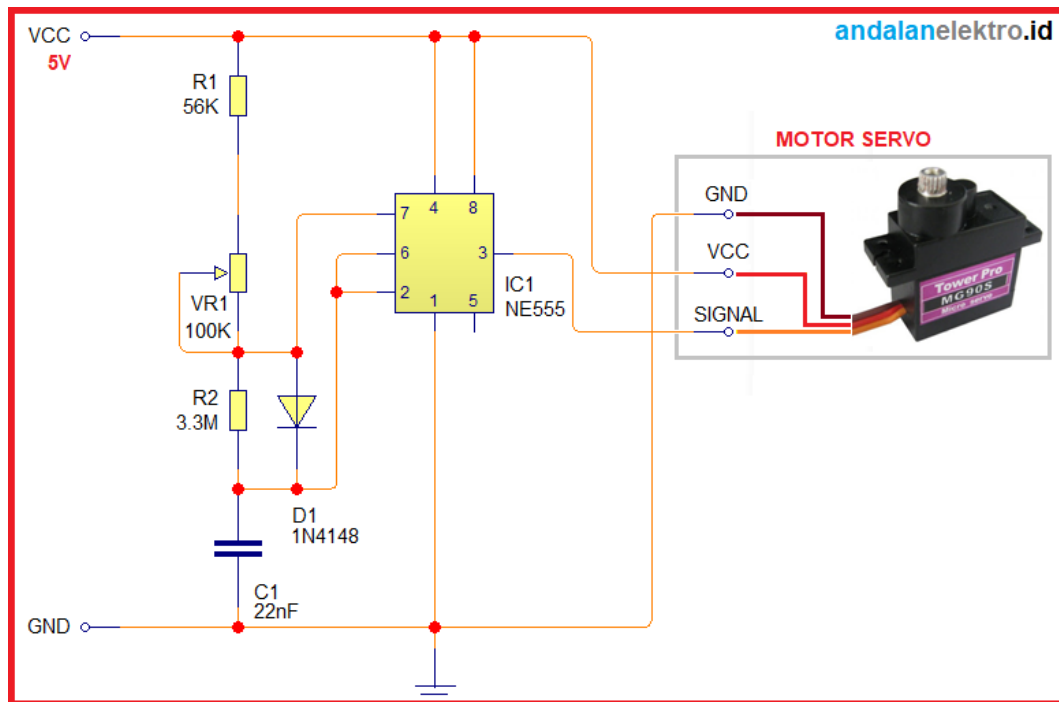 andalanelektro.id
VCC
5V
R1
56K
MOTOR SERVO
GND
VCC
SIGNAL
7
4
8
6
3
2
1
5
IC1
NE555
VR1
100K
R2
3.3M
D1
1N4148
C1
22nF
GND
Tower Pro
MG90S
Micro servo